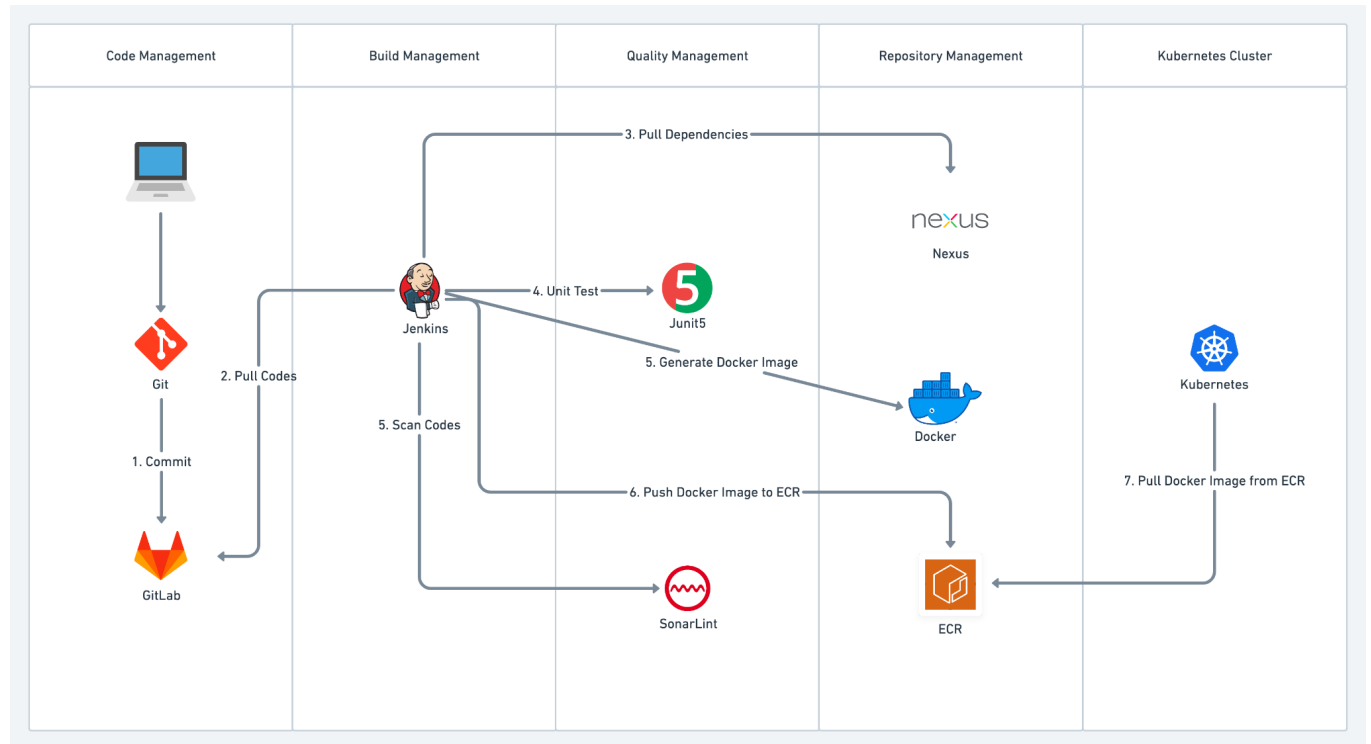 Code Management
Build Management
Quality Management
Repository Management
Kubernetes Cluster
3. Pull Dependencies
nexus
Nexus
4. Unit Test
5
Junit5
Jenkins
5. Generate Docker Image
Git
2. Pull Codes
Kubernetes
5. Scan Codes
Docker
1. Commit
6. Push Docker Image to ECR
7. Pull Docker Image from ECR
GitLab
SonarLint
ECR